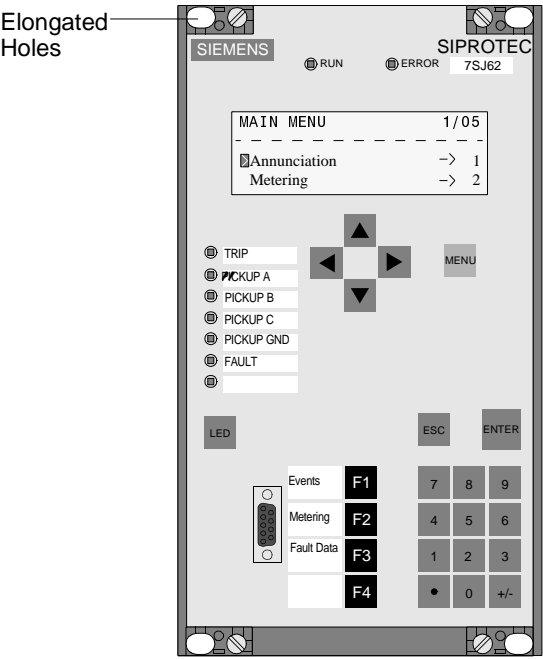 Elongated
Holes
SIEMENS
SIPROTEC
RUN
ERROR
7SJ62
MAIN MENU 1/05
Annunciation –> 1
Metering –> 2
TRIP
PICKUP A
PICKUP B
PICKUP C
PICKUP GND
FAULT
MENU
LED
ESC
ENTER
Events F1
7 8 9
Metering F2
4 5 6
Fault Data F3
1 2 3
F4
• 0 +/-